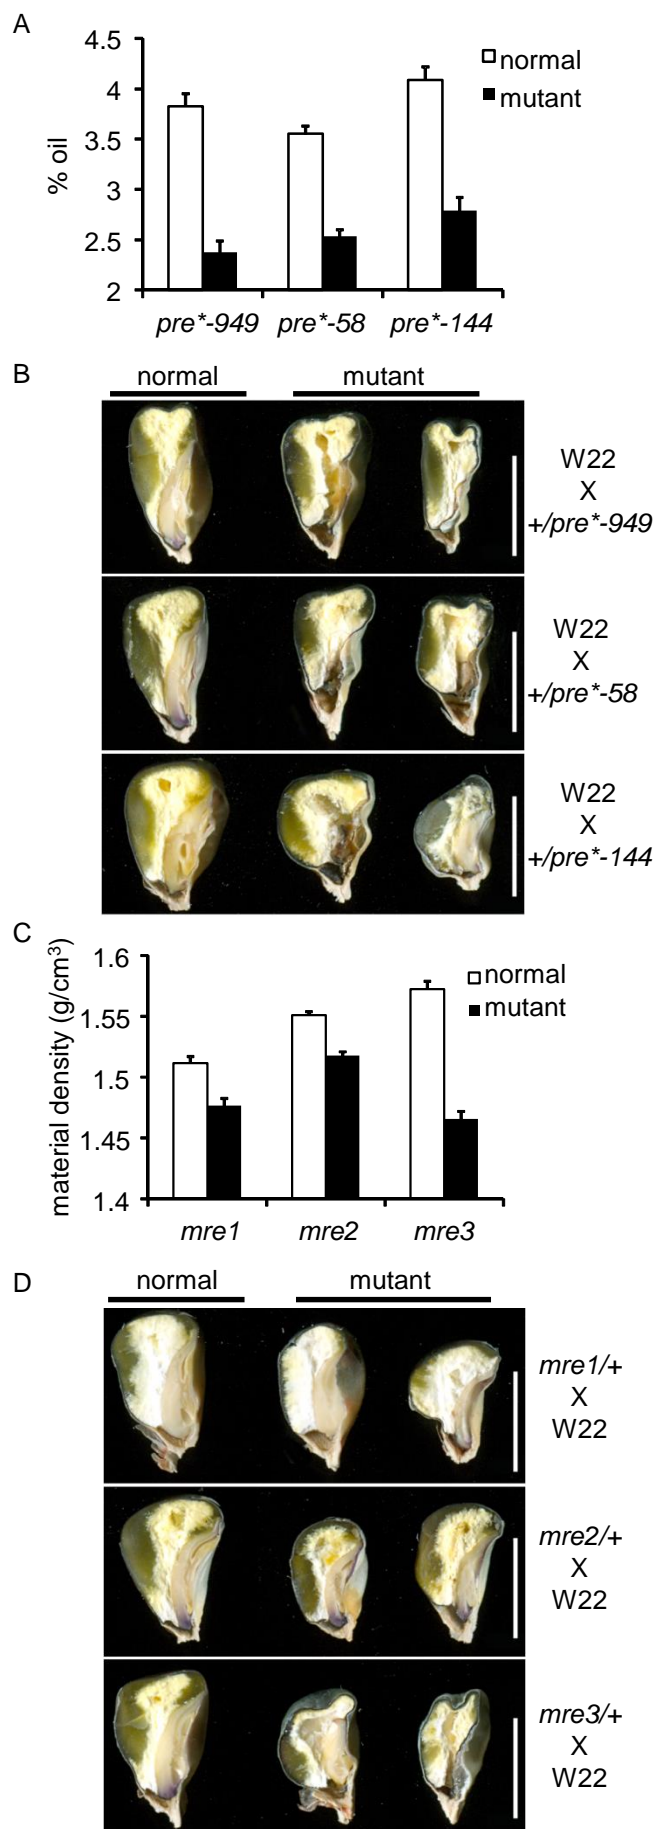 A
4.5
4
3.5
3
2.5
2
% oil
normal
mutant
pre*-949 pre*-58 pre*-144
B
normal mutant
W22
X
+/pre*-949
W22
X
+/pre*-58
W22
X
+/pre*-144
C
1.6
1.55
1.5
1.45
1.4
material density (g/cm³)
normal
mutant
mre1 mre2 mre3
D
normal mutant
mre1/+
X
W22
mre2/+
X
W22
mre3/+
X
W22